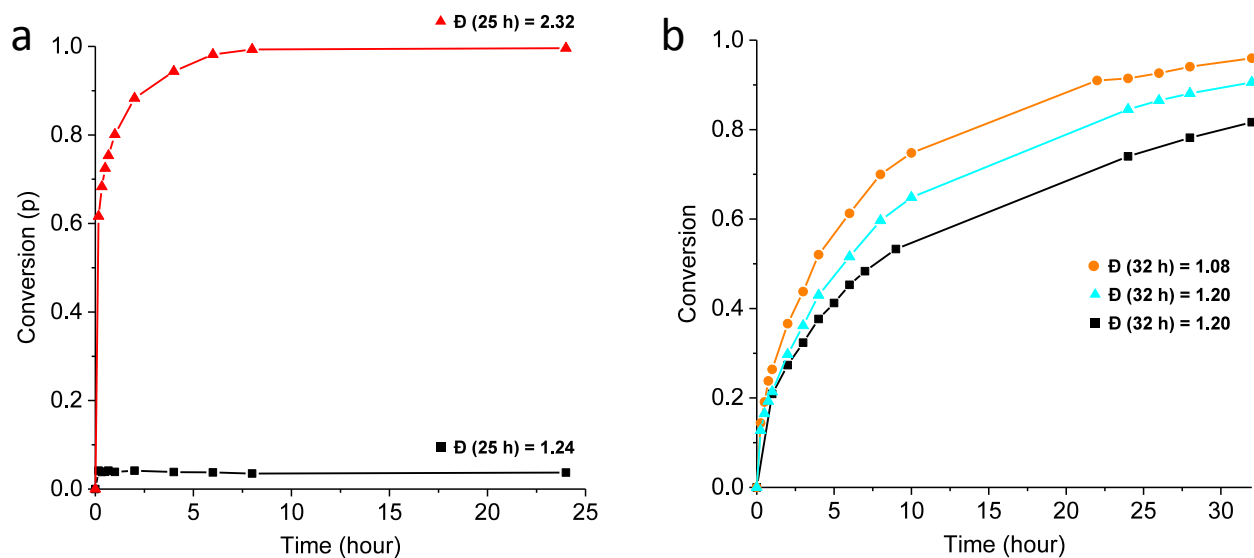 a
Đ (25 h) = 2.32
1.0
0.8
0.6
0.4
0.2
0.0
Conversion (p)
Đ (25 h) = 1.24
0 5 10 15 20 25
Time (hour)
b
1.0
0.8
0.6
0.4
0.2
0.0
Conversion
Đ (32 h) = 1.08
Đ (32 h) = 1.20
Đ (32 h) = 1.20
0 5 10 15 20 25 30
Time (hour)